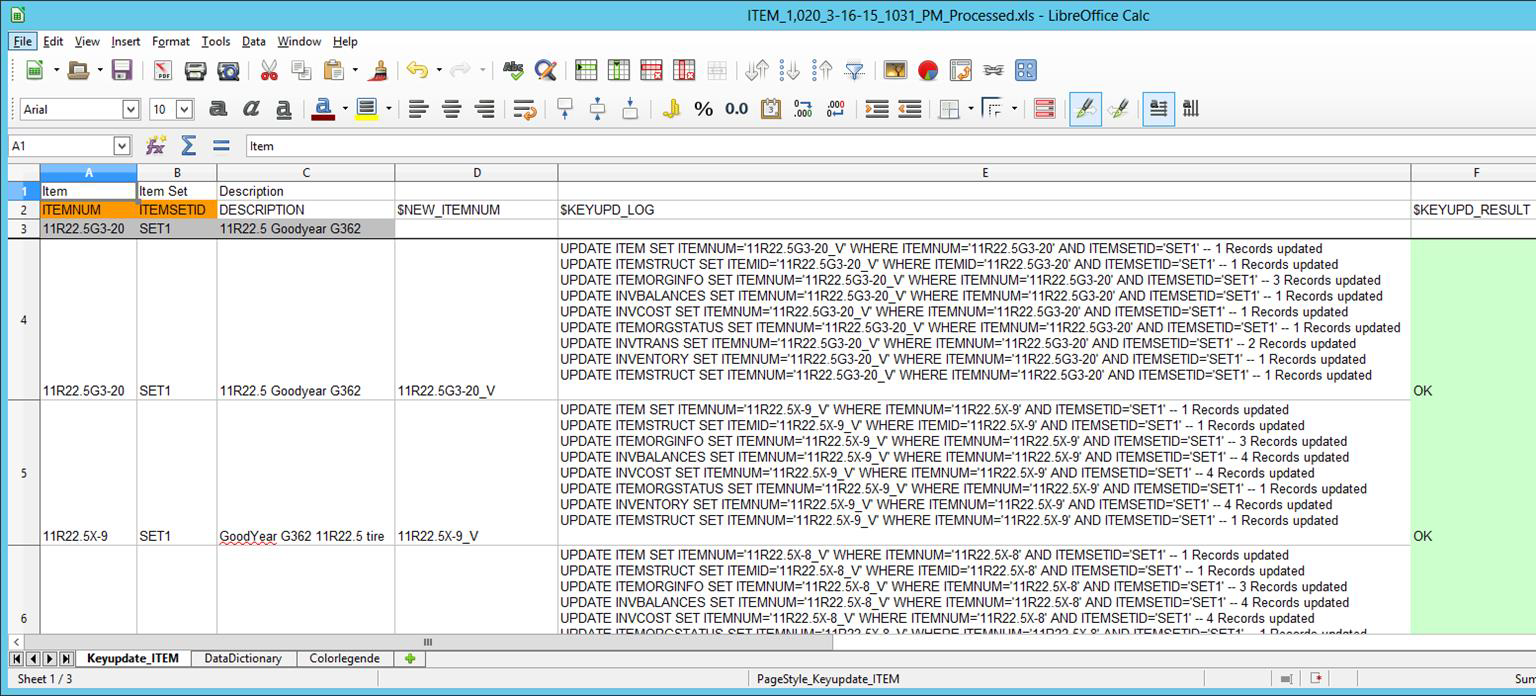 ITEM_1,020_3-16-15_1031_PM_Processed.xls - LibreOffice Calc
File Edit View Insert Format Tools Data Window Help
Arial 10 a a a a % 0.0
A1 Item
A B C D E F
1 Item Item Set Description
2 ITEMNUM ITEMSETID DESCRIPTION $NEW_ITEMNUM $KEYUPD_LOG $KEYUPD_RESULT
3 11R22.5G3-20 SET1 11R22.5 Goodyear G362
UPDATE ITEM SET ITEMNUM='11R22.5G3-20_V' WHERE ITEMNUM='11R22.5G3-20' AND ITEMSETID='SET1' -- 1 Records updated
UPDATE ITEMSTRUCT SET ITEMID='11R22.5G3-20_V' WHERE ITEMID='11R22.5G3-20' AND ITEMSETID='SET1' -- 1 Records updated
UPDATE ITEMORGINFO SET ITEMNUM='11R22.5G3-20_V' WHERE ITEMNUM='11R22.5G3-20' AND ITEMSETID='SET1' -- 3 Records updated
UPDATE INVBALANCES SET ITEMNUM='11R22.5G3-20_V' WHERE ITEMNUM='11R22.5G3-20' AND ITEMSETID='SET1' -- 1 Records updated
UPDATE INVCOST SET ITEMNUM='11R22.5G3-20_V' WHERE ITEMNUM='11R22.5G3-20' AND ITEMSETID='SET1' -- 1 Records updated
4
UPDATE ITEMORGSTATUS SET ITEMNUM='11R22.5G3-20_V' WHERE ITEMNUM='11R22.5G3-20' AND ITEMSETID='SET1' -- 1 Records updated
UPDATE INVTRANS SET ITEMNUM='11R22.5G3-20_V' WHERE ITEMNUM='11R22.5G3-20' AND ITEMSETID='SET1' -- 2 Records updated
UPDATE INVENTORY SET ITEMNUM='11R22.5G3-20_V' WHERE ITEMNUM='11R22.5G3-20' AND ITEMSETID='SET1' -- 1 Records updated
UPDATE ITEMSTRUCT SET ITEMNUM='11R22.5G3-20_V' WHERE ITEMNUM='11R22.5G3-20' AND ITEMSETID='SET1' -- 1 Records updated
11R22.5G3-20 SET1 11R22.5 Goodyear G362 11R22.5G3-20_V OK
UPDATE ITEM SET ITEMNUM='11R22.5X-9_V' WHERE ITEMNUM='11R22.5X-9' AND ITEMSETID='SET1' -- 1 Records updated
UPDATE ITEMSTRUCT SET ITEMID='11R22.5X-9_V' WHERE ITEMID='11R22.5X-9' AND ITEMSETID='SET1' -- 1 Records updated
UPDATE ITEMORGINFO SET ITEMNUM='11R22.5X-9_V' WHERE ITEMNUM='11R22.5X-9' AND ITEMSETID='SET1' -- 3 Records updated
UPDATE INVBALANCES SET ITEMNUM='11R22.5X-9_V' WHERE ITEMNUM='11R22.5X-9' AND ITEMSETID='SET1' -- 4 Records updated
5 UPDATE INVCOST SET ITEMNUM='11R22.5X-9_V' WHERE ITEMNUM='11R22.5X-9' AND ITEMSETID='SET1' -- 4 Records updated
UPDATE ITEMORGSTATUS SET ITEMNUM='11R22.5X-9_V' WHERE ITEMNUM='11R22.5X-9' AND ITEMSETID='SET1' -- 1 Records updated
UPDATE INVENTORY SET ITEMNUM='11R22.5X-9_V' WHERE ITEMNUM='11R22.5X-9' AND ITEMSETID='SET1' -- 4 Records updated
UPDATE ITEMSTRUCT SET ITEMNUM='11R22.5X-9_V' WHERE ITEMNUM='11R22.5X-9' AND ITEMSETID='SET1' -- 1 Records updated
11R22.5X-9 SET1 GoodYear G362 11R22.5 tire 11R22.5X-9_V OK
UPDATE ITEM SET ITEMNUM='11R22.5X-8_V' WHERE ITEMNUM='11R22.5X-8' AND ITEMSETID='SET1' -- 1 Records updated
UPDATE ITEMSTRUCT SET ITEMID='11R22.5X-8_V' WHERE ITEMID='11R22.5X-8' AND ITEMSETID='SET1' -- 1 Records updated
UPDATE ITEMORGINFO SET ITEMNUM='11R22.5X-8_V' WHERE ITEMNUM='11R22.5X-8' AND ITEMSETID='SET1' -- 3 Records updated
UPDATE INVBALANCES SET ITEMNUM='11R22.5X-8_V' WHERE ITEMNUM='11R22.5X-8' AND ITEMSETID='SET1' -- 4 Records updated
6 UPDATE INVCOST SET ITEMNUM='11R22.5X-8_V' WHERE ITEMNUM='11R22.5X-8' AND ITEMSETID='SET1' -- 4 Records updated
Keyupdate_ITEM DataDictionary Colorlegende
Sheet 1 / 3 PageStyle_Keyupdate_ITEM